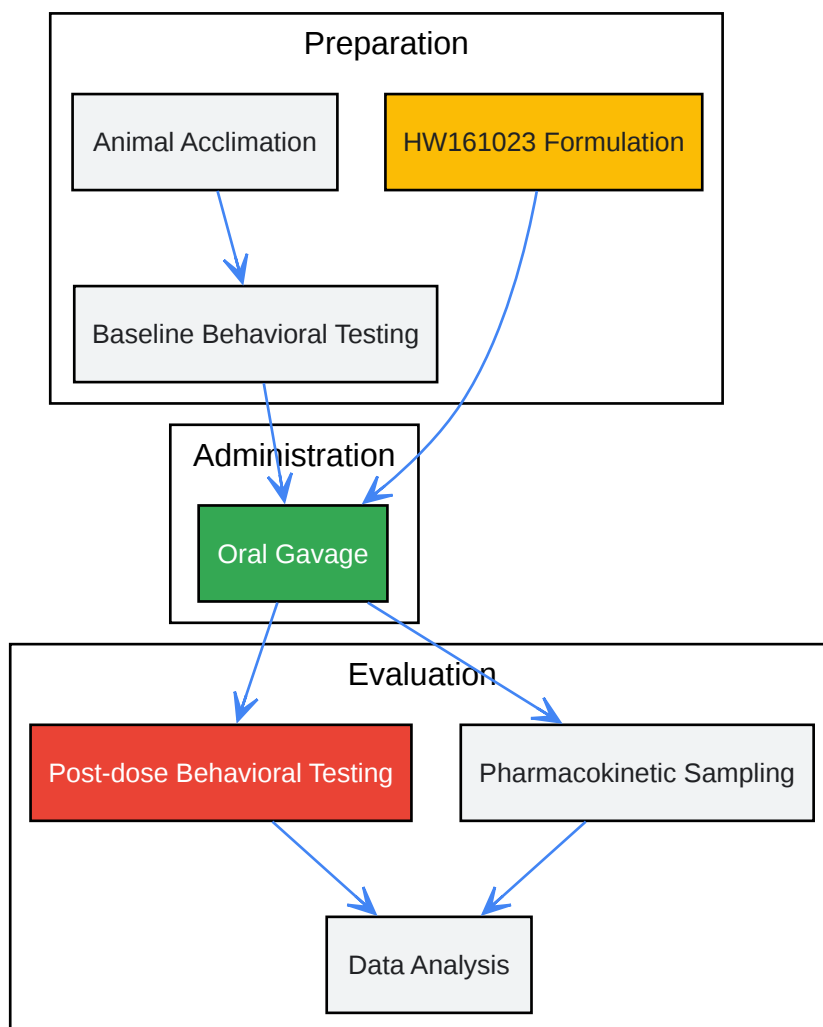 Preparation
Animal Acclimation
HW161023 Formulation
Baseline Behavioral Testing
Administration
Oral Gavage
Evaluation
Post-dose Behavioral Testing
Pharmacokinetic Sampling
Data Analysis